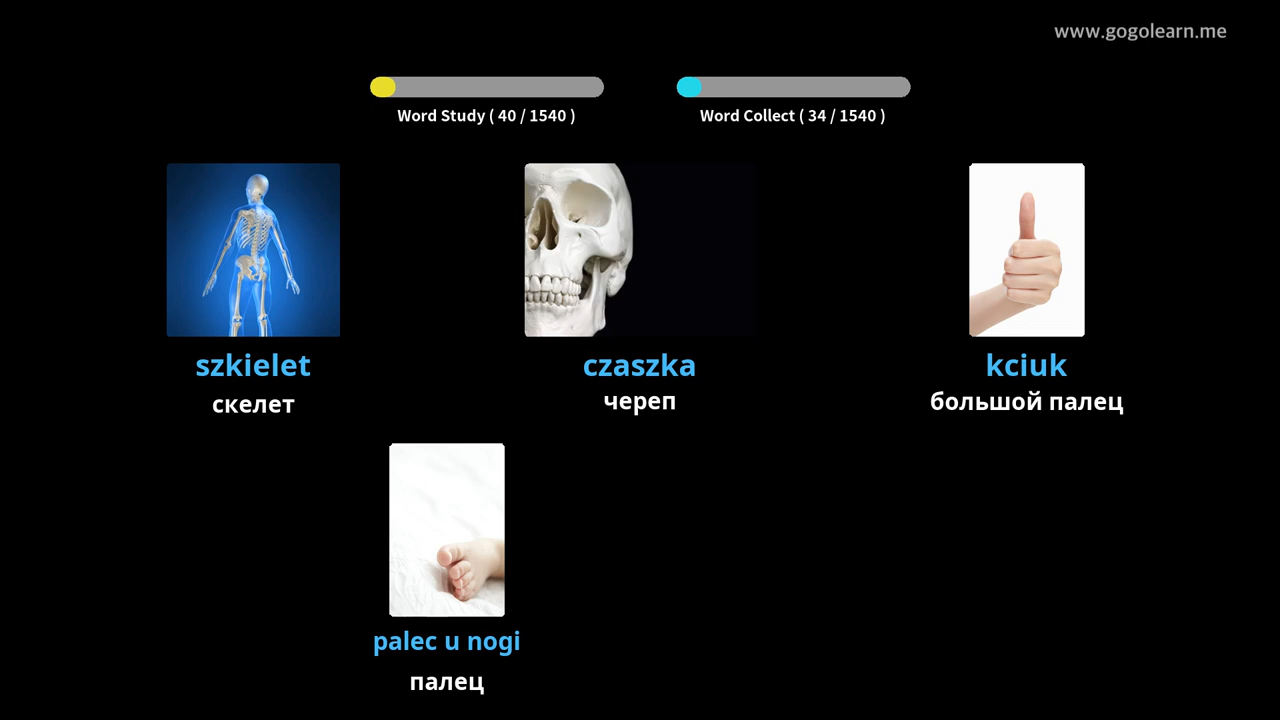 www.gogolearn.me
Word Study ( 40 / 1540 )
Word Collect ( 34 / 1540 )
szkielet
скелет
czaszka
череп
kciuk
большой палец
palec u nogi
палец